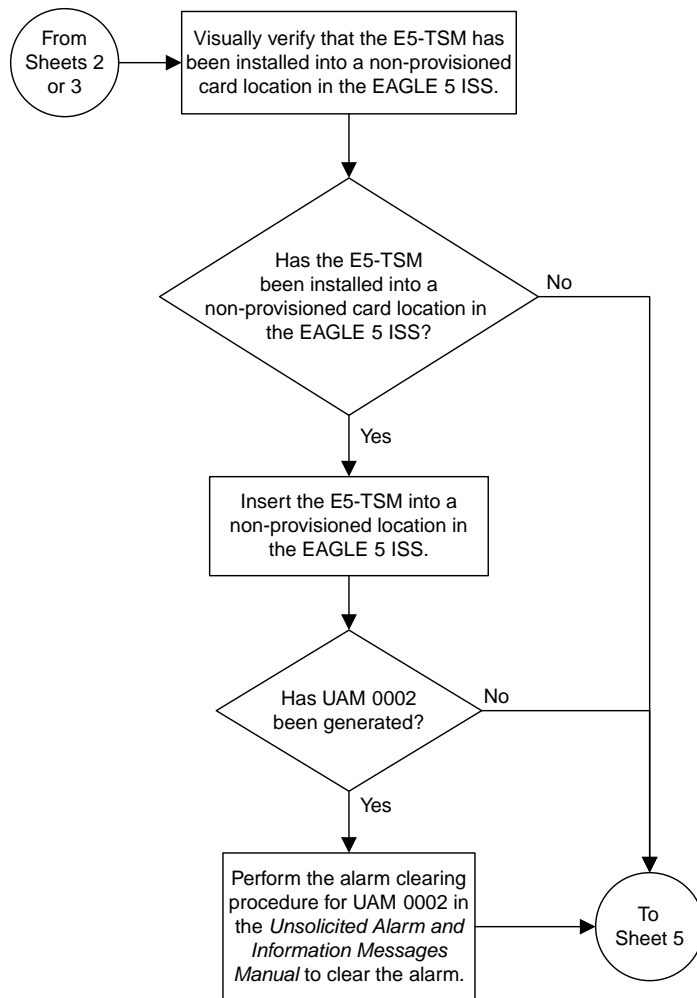 From
Sheets 2
or 3
Visually verify that the E5-TSM has
been installed into a non-provisioned
card location in the EAGLE 5 ISS.
Has the E5-TSM
been installed into a
non-provisioned card location in
the EAGLE 5 ISS?
No
Yes
Insert the E5-TSM into a
non-provisioned location in
the EAGLE 5 ISS.
Has UAM 0002
been generated?
No
Yes
Perform the alarm clearing
procedure for UAM 0002 in
the Unsolicited Alarm and
Information Messages
Manual to clear the alarm.
To
Sheet 5